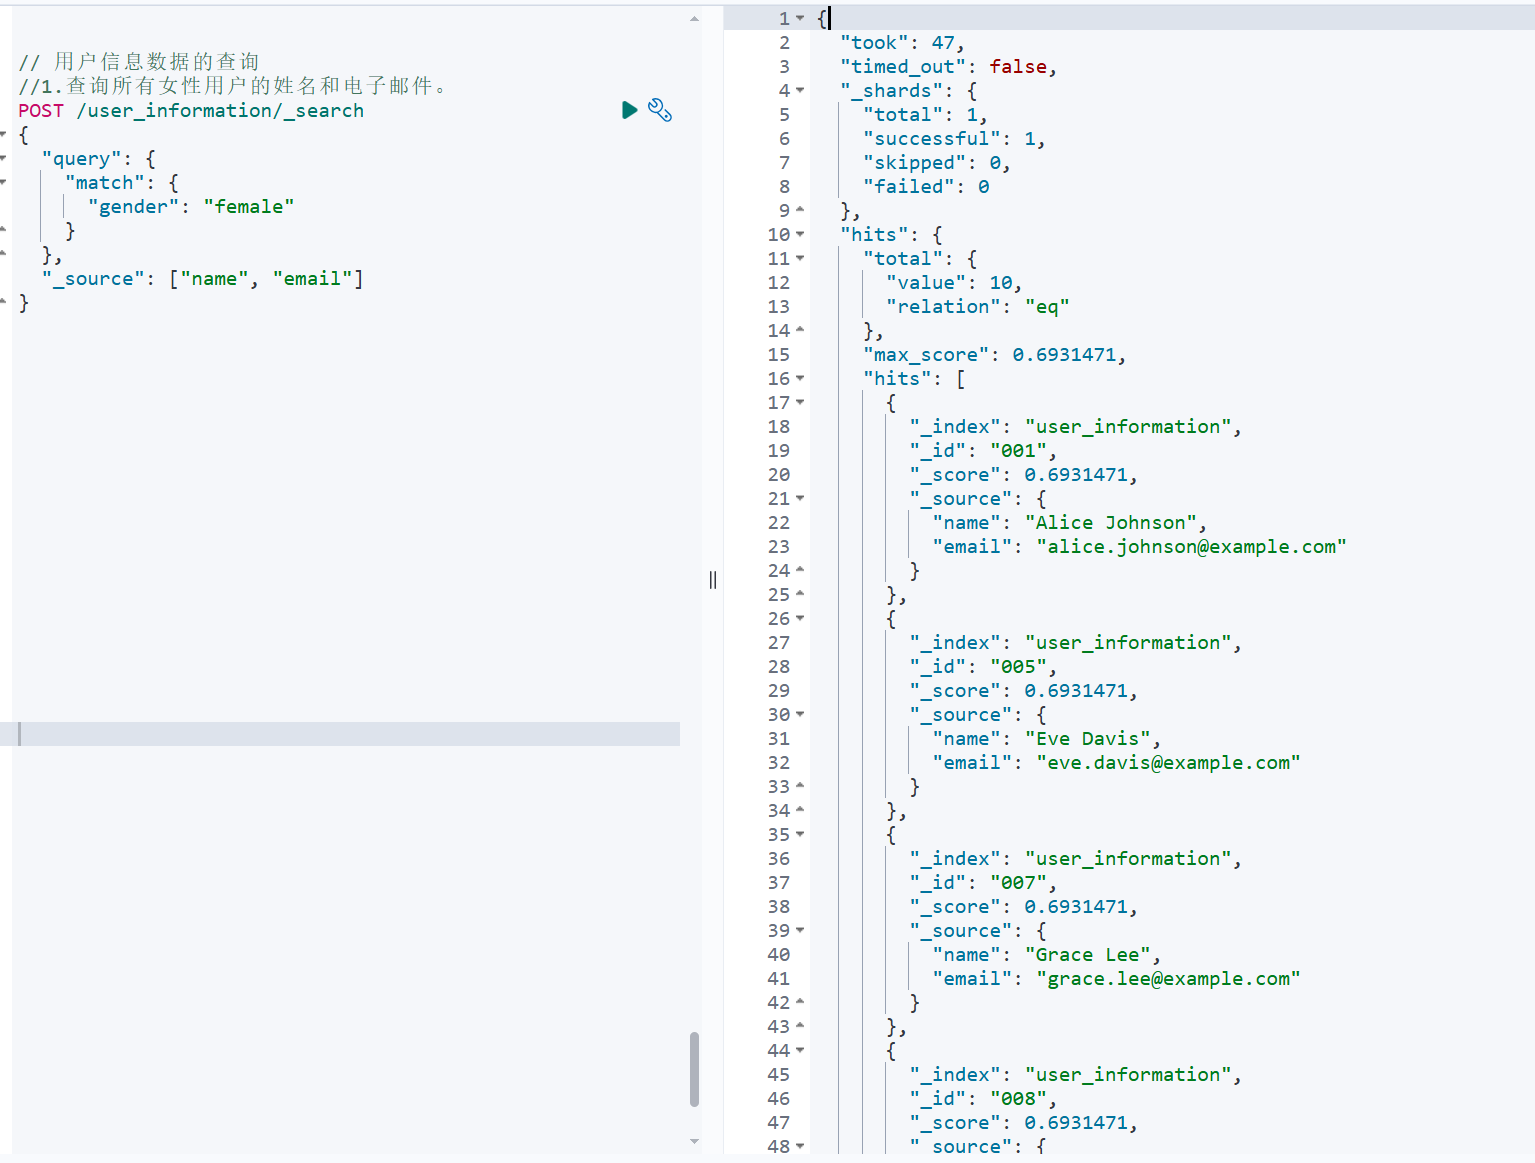 // 用户信息数据的查询
//1.查询所有女性用户的姓名和电子邮件。
POST /user_information/_search
{
  "query": {
    "match": {
      "gender": "female"
    }
  },
  "_source": ["name", "email"]
}
1 {
2   "took": 47,
3   "timed_out": false,
4   "_shards": {
5     "total": 1,
6     "successful": 1,
7     "skipped": 0,
8     "failed": 0
9   },
10   "hits": {
11     "total": {
12       "value": 10,
13       "relation": "eq"
14     },
15     "max_score": 0.6931471,
16     "hits": [
17       {
18         "_index": "user_information",
19         "_id": "001",
20         "_score": 0.6931471,
21         "_source": {
22           "name": "Alice Johnson",
23           "email": "alice.johnson@example.com"
24         }
25       },
26       {
27         "_index": "user_information",
28         "_id": "005",
29         "_score": 0.6931471,
30         "_source": {
31           "name": "Eve Davis",
32           "email": "eve.davis@example.com"
33         }
34       },
35       {
36         "_index": "user_information",
37         "_id": "007",
38         "_score": 0.6931471,
39         "_source": {
40           "name": "Grace Lee",
41           "email": "grace.lee@example.com"
42         }
43       },
44       {
45         "_index": "user_information",
46         "_id": "008",
47         "_score": 0.6931471,
48         "_source": {